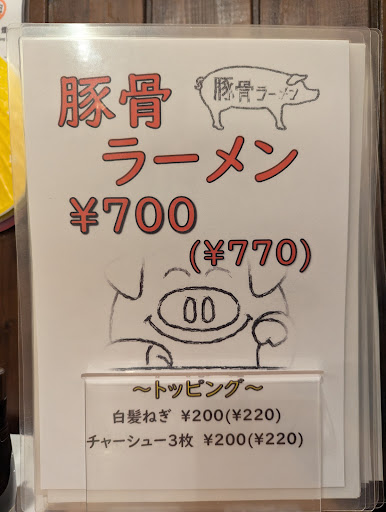 豚骨ラーメン
豚骨
ラーメン
¥700
(¥770)
～トッピング～
白髪ねぎ ¥200(¥220)
チャーシュー3枚 ¥200(¥220)